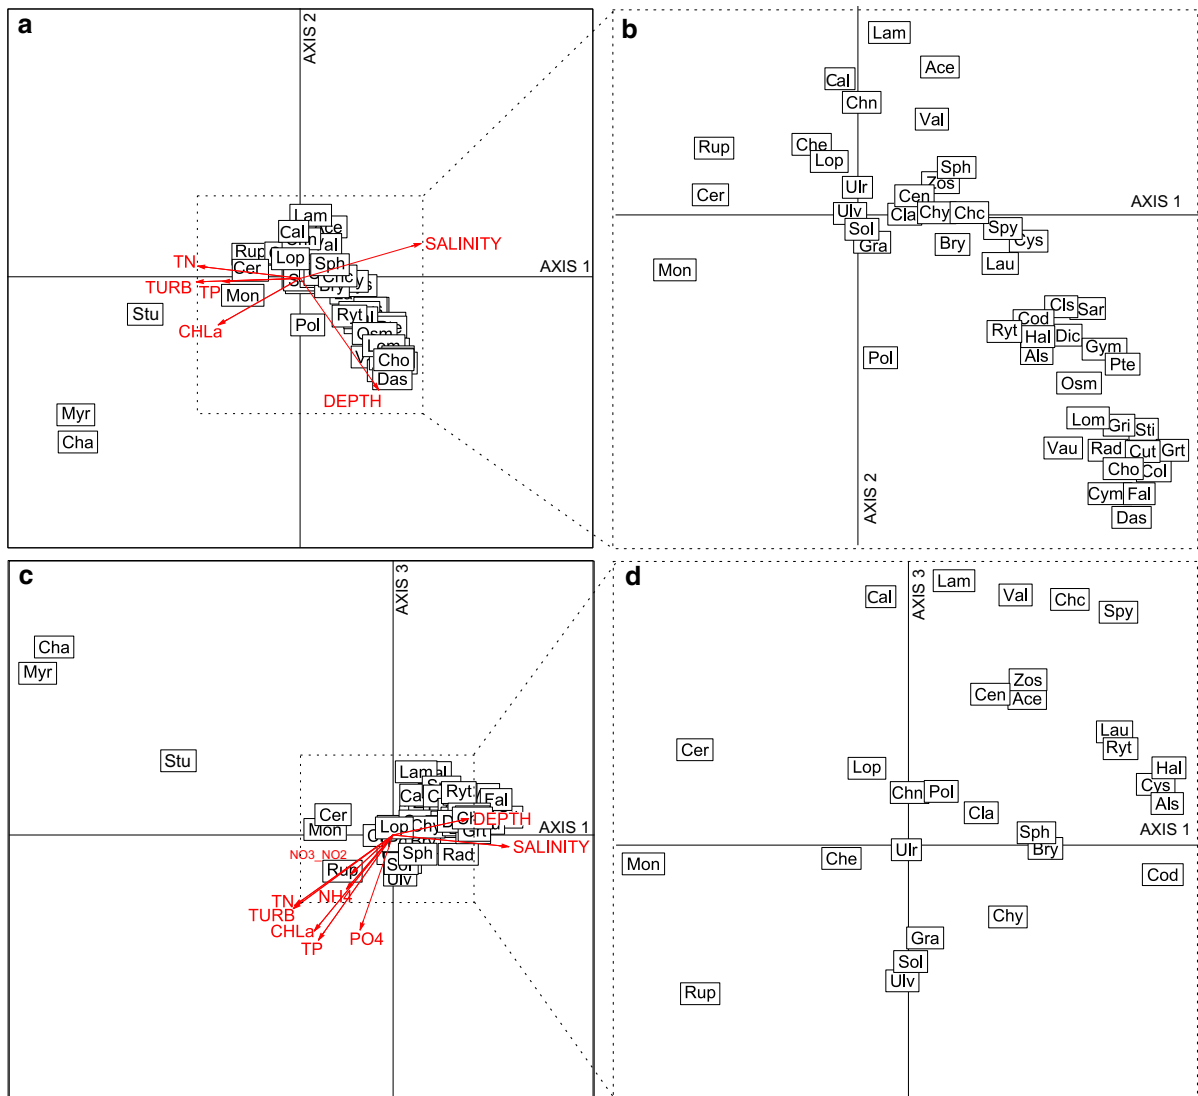 a
AXIS 2
Lam
Cal
Rup
Lop
Sph
SALINITY
TN
Cer
AXIS 1
TURB
TP
Mon
Bry
Stu
CHLa
Pol
Ryt
Osm
Lom
Cho
Das
DEPTH
Myr
Cha
b
Lam
Ace
Cal
Chn
Val
Rup
Che
Lop
Sph
Ulr
Zos
Cer
Cen
AXIS 1
Ulv
Cla
Chy
Chc
Sol
Spy
Gra
Bry
Cys
Lau
Mon
Cls
Sar
Cod
Ryt
Hal
Dic
Als
Gym
Pol
Pte
Osm
Lom
Gri
Sti
Vau
Rad
Cut
Grt
Cho
Col
AXIS 2
Cym
Fal
Das
c
AXIS 3
Cha
Myr
Stu
Lam
Ryt
Fal
Cer
Mon
Lop
Chy
DEPTH
AXIS 1
SALINITY
NO3_NO2
Sph
Rad
Rup
Sol
Ulv
NH4
TN
TURB
CHLa
TP
PO4
d
AXIS 3
Lam
Cal
Val
Chc
Spy
Zos
Cen
Ace
Lau
Cer
Ryt
Lop
Hal
Chn
Pol
Cys
Als
Cla
Sph
AXIS 1
Ulr
Bry
Che
Mon
Cod
Chy
Gra
Sol
Ulv
Rup